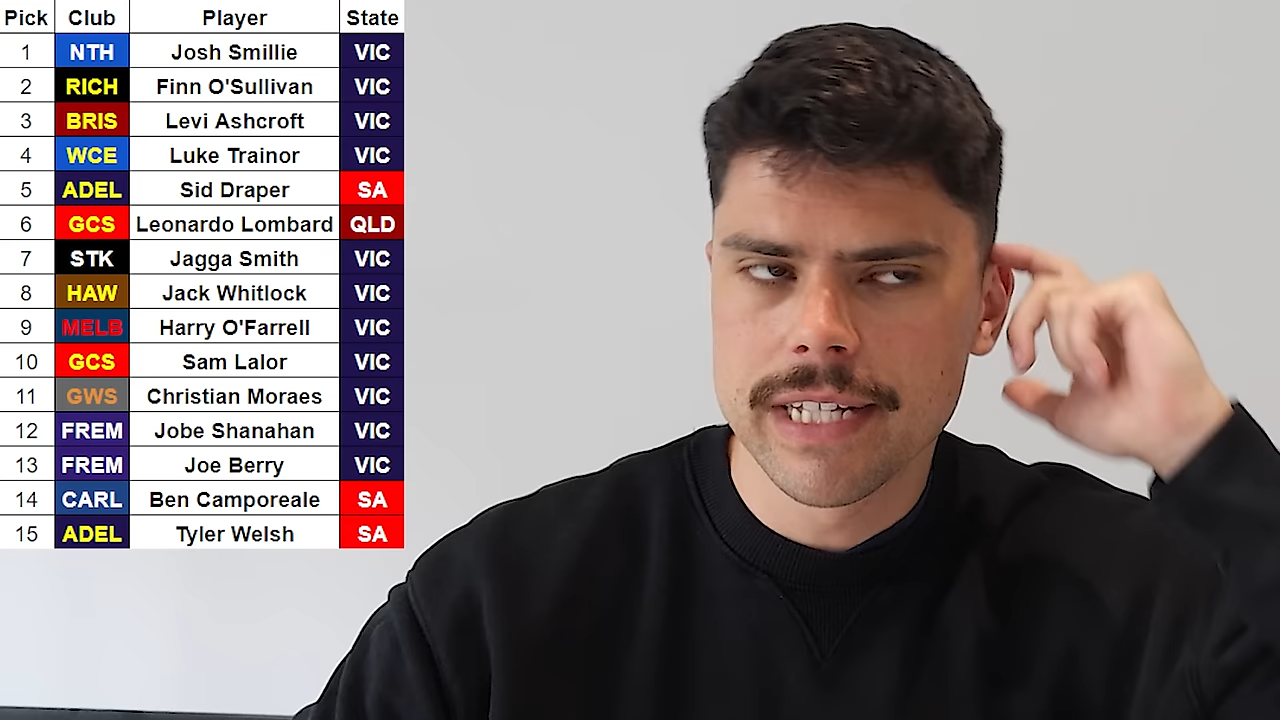 Pick Club Player State
1 NTH Josh Smillie VIC
2 RICH Finn O'Sullivan VIC
3 BRIS Levi Ashcroft VIC
4 WCE Luke Trainor VIC
5 ADEL Sid Draper SA
6 GCS Leonardo Lombard QLD
7 STK Jagga Smith VIC
8 HAW Jack Whitlock VIC
9 MELB Harry O'Farrell VIC
10 GCS Sam Lalor VIC
11 GWS Christian Moraes VIC
12 FREM Jobe Shanahan VIC
13 FREM Joe Berry VIC
14 CARL Ben Camporeale SA
15 ADEL Tyler Welsh SA